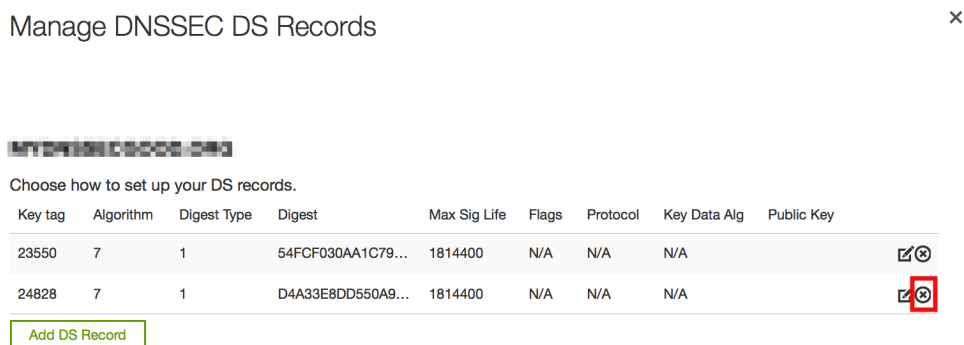 Manage DNSSEC DS Records
Choose how to set up your DS records.
Key tag Algorithm Digest Type Digest Max Sig Life Flags Protocol Key Data Alg Public Key
23550 7 1 54FCF030AA1C79... 1814400 N/A N/A N/A
24828 7 1 D4A33E8DD550A9... 1814400 N/A N/A N/A
Add DS Record